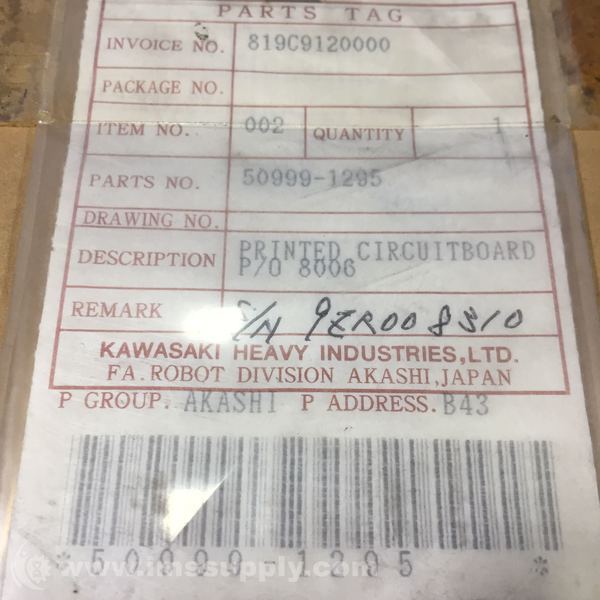 PARTS TAG
INVOICE NO. 819C9120000
PACKAGE NO.
ITEM NO. 002 QUANTITY 1
PARTS NO. 50999-1295
DRAWING NO.
DESCRIPTION PRINTED CIRCUITBOARD
P/O 8006
REMARK S/N 9ZR008310
KAWASAKI HEAVY INDUSTRIES,LTD.
FA. ROBOT DIVISION AKASHI,JAPAN
P GROUP. AKASHI P ADDRESS. B43
*50999-1295*
www.imssupply.com